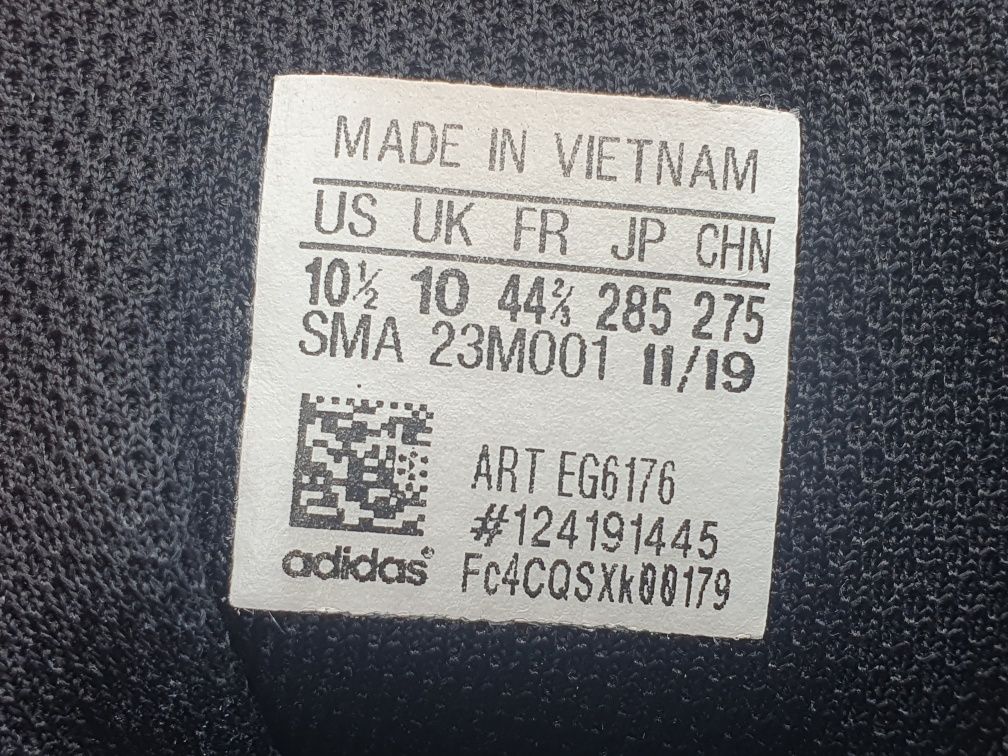 MADE IN VIETNAM
US UK FR JP CHN
10½ 10 44⅔ 285 275
SMA 23M001 11/19
ART EG6176
#124191445
adidas® Fc4CQSXk00179